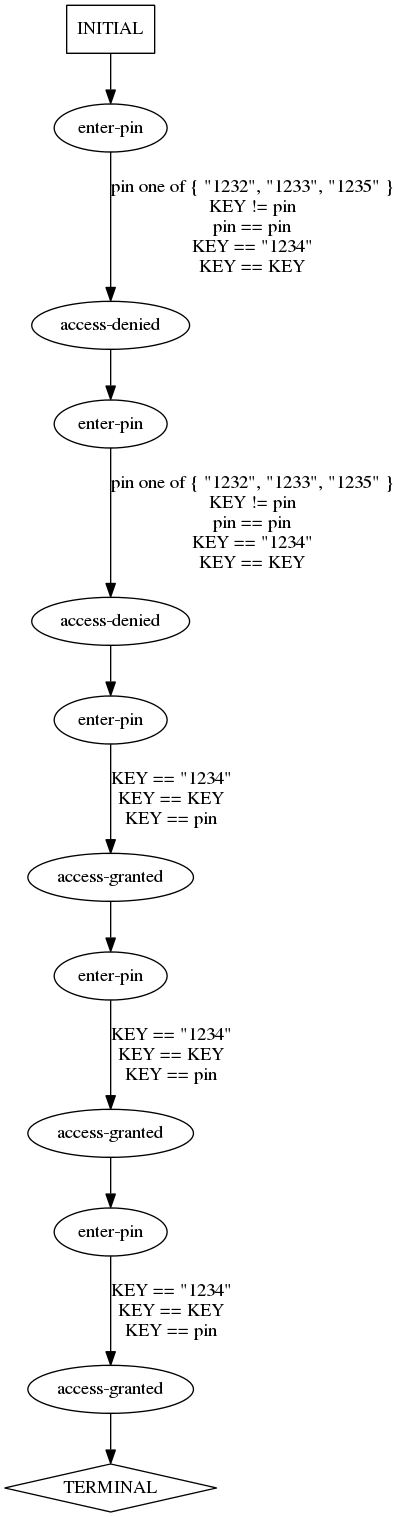 INITIAL
enter-pin
pin one of { "1232", "1233", "1235" }
KEY != pin
pin == pin
KEY == "1234"
KEY == KEY
access-denied
enter-pin
pin one of { "1232", "1233", "1235" }
KEY != pin
pin == pin
KEY == "1234"
KEY == KEY
access-denied
enter-pin
KEY == "1234"
KEY == KEY
KEY == pin
access-granted
enter-pin
KEY == "1234"
KEY == KEY
KEY == pin
access-granted
enter-pin
KEY == "1234"
KEY == KEY
KEY == pin
access-granted
TERMINAL